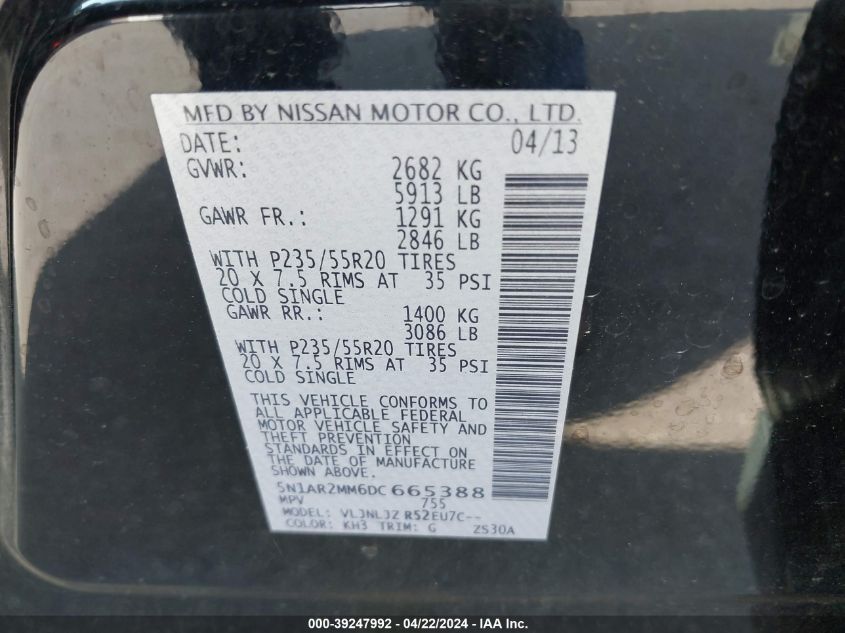 MFD BY NISSAN MOTOR CO., LTD.
DATE: 04/13
GVWR: 2682 KG
5913 LB
GAWR FR.: 1291 KG
2846 LB
WITH P235/55R20 TIRES
20 X 7.5 RIMS AT 35 PSI
COLD SINGLE
GAWR RR.: 1400 KG
3086 LB
WITH P235/55R20 TIRES
20 X 7.5 RIMS AT 35 PSI
COLD SINGLE
THIS VEHICLE CONFORMS TO
ALL APPLICABLE FEDERAL
MOTOR VEHICLE SAFETY AND
THEFT PREVENTION
STANDARDS IN EFFECT ON
THE DATE OF MANUFACTURE
SHOWN ABOVE.
5N1AR2MM6DC665388
MPV 755
MODEL: VLJNLJZ R52EU7C--
COLOR: KH3 TRIM: G ZS30A
000-39247992 - 04/22/2024 - IAA Inc.